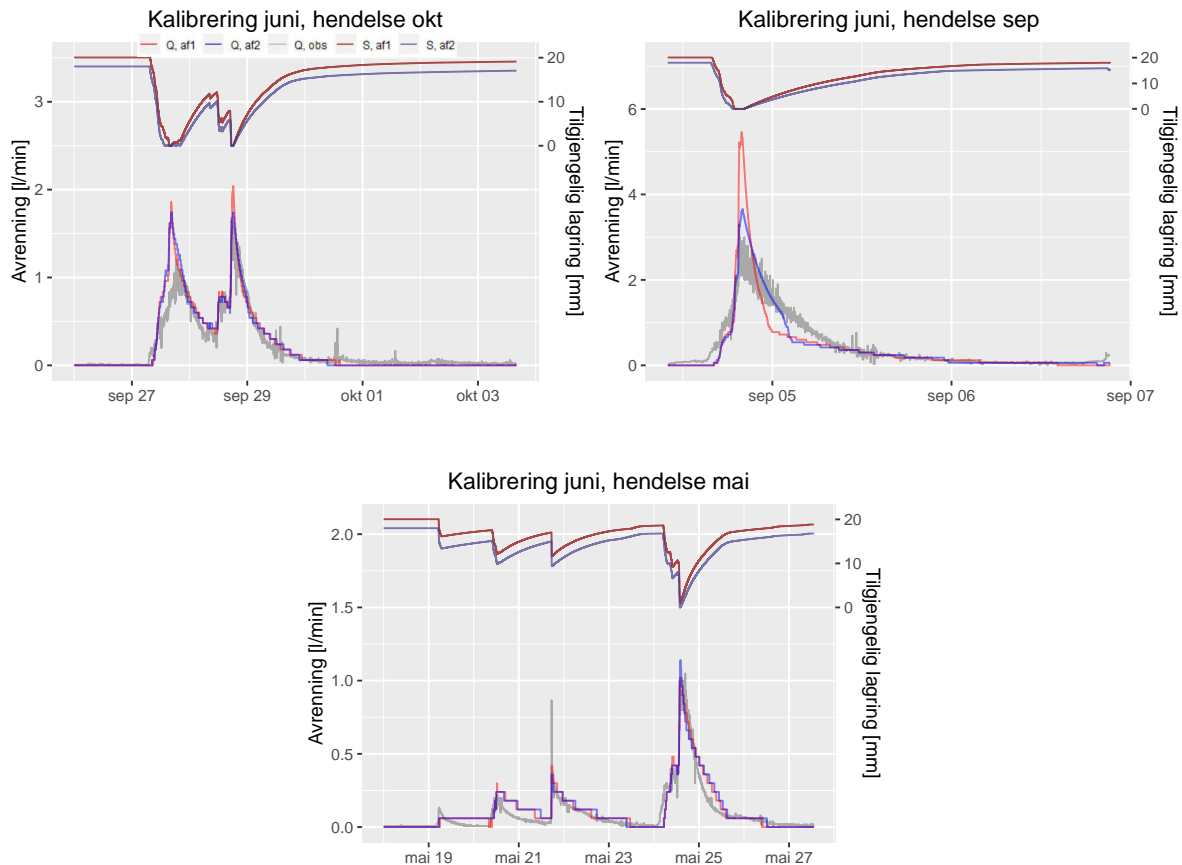 Kalibrering juni, hendelse okt
Q, af1 Q, af2 Q, obs S, af1 S, af2
Avrenning [l/min]
3
2
1
0
20
10
0
Tilgjengelig lagring [mm]
sep 27 sep 29 okt 01 okt 03
Kalibrering juni, hendelse sep
Avrenning [l/min]
6
4
2
0
20
10
0
Tilgjengelig lagring [mm]
sep 05 sep 06 sep 07
Kalibrering juni, hendelse mai
Avrenning [l/min]
2.0
1.5
1.0
0.5
0.0
20
10
0
Tilgjengelig lagring [mm]
mai 19 mai 21 mai 23 mai 25 mai 27